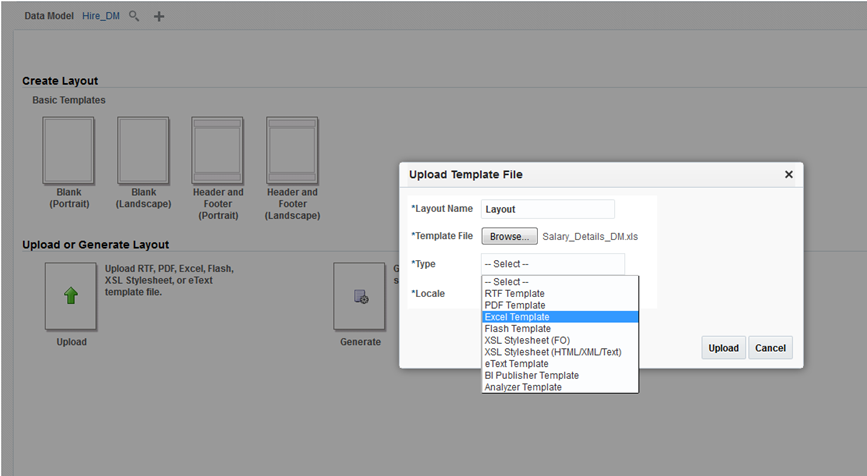 Data Model Hire_DM
Create Layout
Basic Templates
Blank
(Portrait)
Blank
(Landscape)
Header and
Footer
(Portrait)
Header and
Footer
(Landscape)
Upload or Generate Layout
Upload RTF, PDF, Excel, Flash,
XSL Stylesheet, or eText
template file.
Upload
G
s
Generate
Upload Template File
*Layout Name Layout
*Template File Browse... Salary_Details_DM.xls
*Type -- Select --
*Locale
-- Select --
RTF Template
PDF Template
Excel Template
Flash Template
XSL Stylesheet (FO)
XSL Stylesheet (HTML/XML/Text)
eText Template
BI Publisher Template
Analyzer Template
Upload Cancel